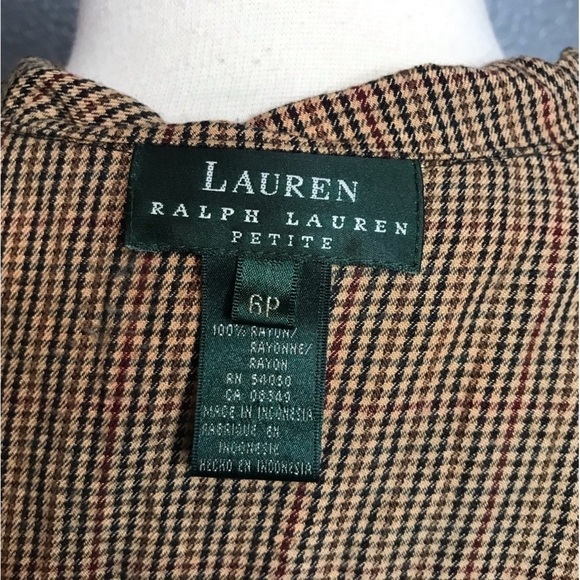 LAUREN
RALPH LAUREN
PETITE
6P
100% RAYON/
RAYONNE/
RAYON
RN 54050
CA 08349
MADE IN INDONESIA
FABRIQUE EN
INDONESIE
HECHO EN INDONESIA